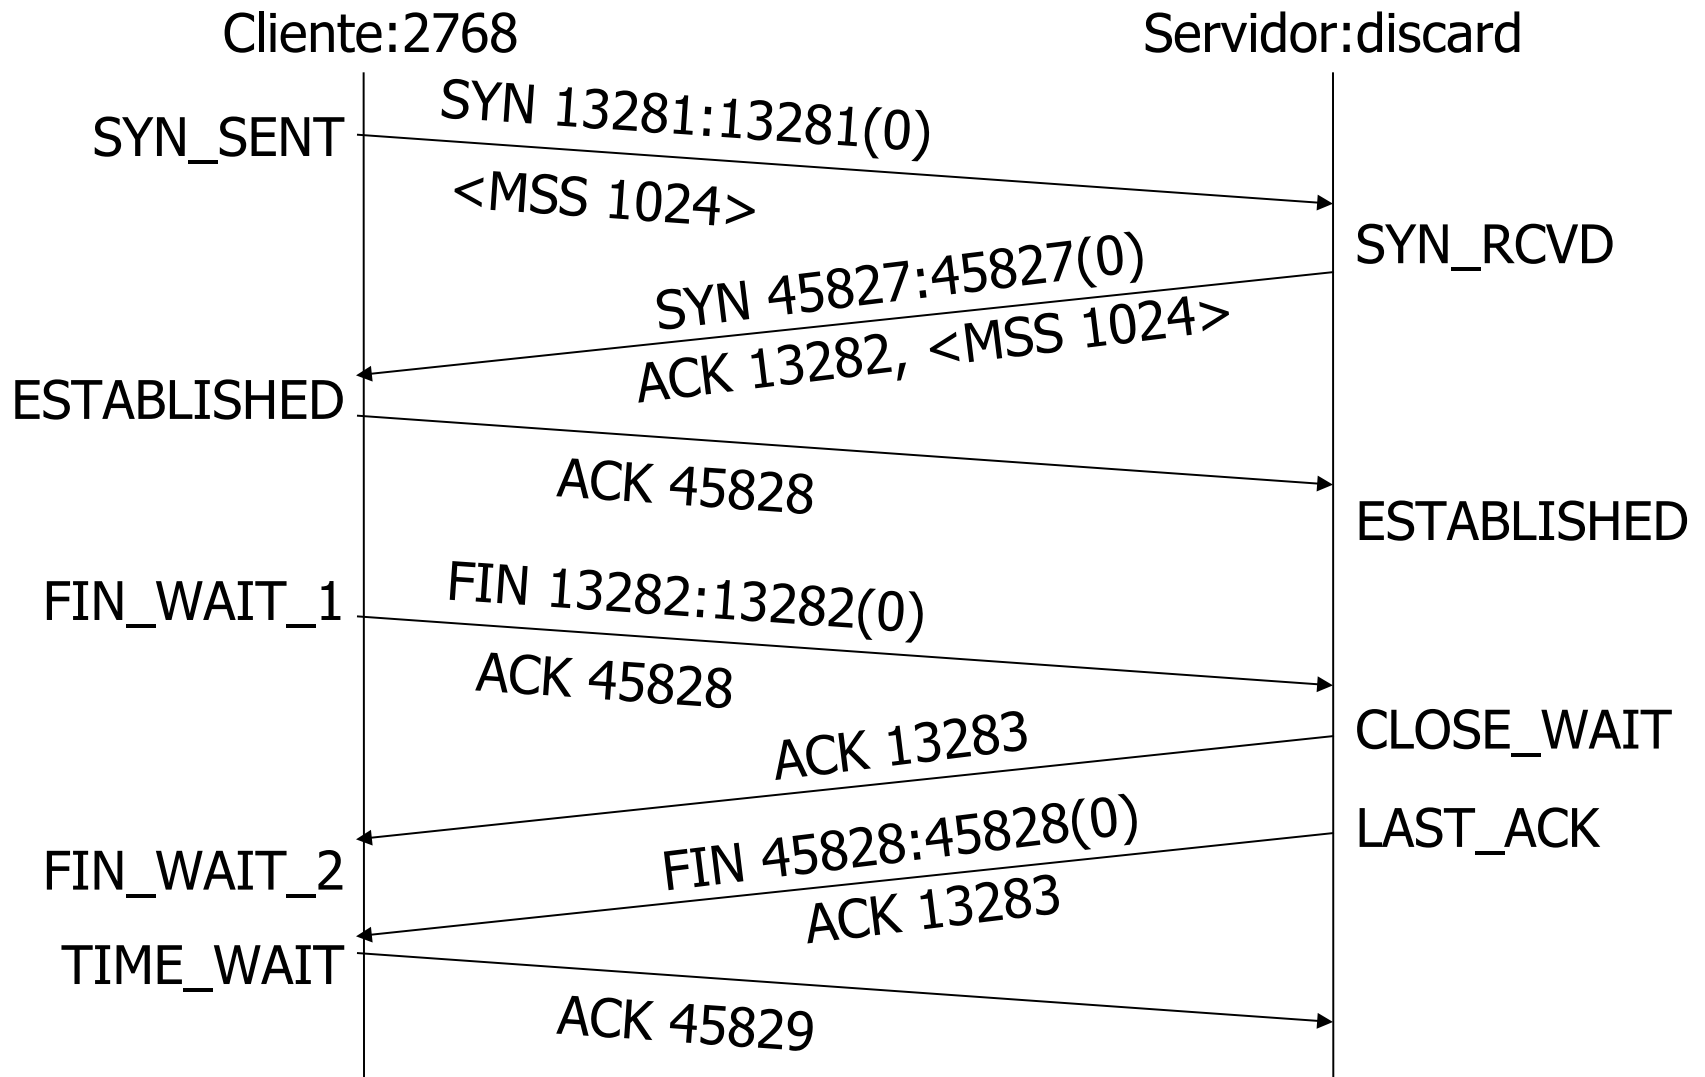 Cliente:2768
Servidor:discard
SYN 13281:13281(0)
SYN_SENT
<MSS 1024>
SYN_RCVD
SYN 45827:45827(0)
ACK 13282, <MSS 1024>
ESTABLISHED
ACK 45828
ESTABLISHED
FIN 13282:13282(0)
FIN_WAIT_1
ACK 45828
CLOSE_WAIT
ACK 13283
LAST_ACK
FIN 45828:45828(0)
FIN_WAIT_2
ACK 13283
TIME_WAIT
ACK 45829